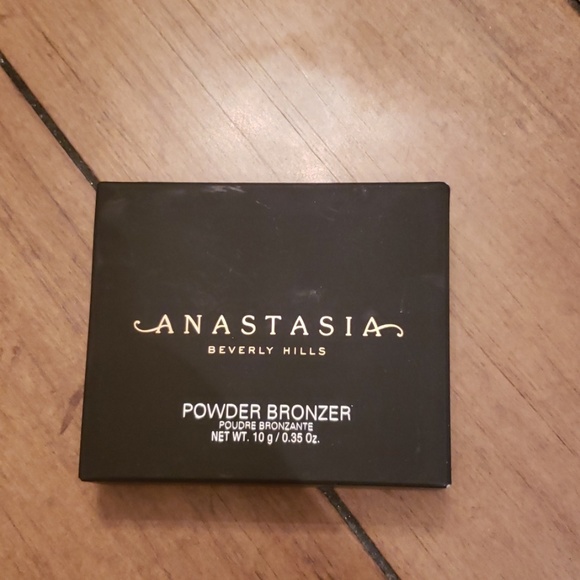 ANASTASIA
BEVERLY HILLS
POWDER BRONZER
POUDRE BRONZANTE
NET WT. 10 g / 0.35 Oz.